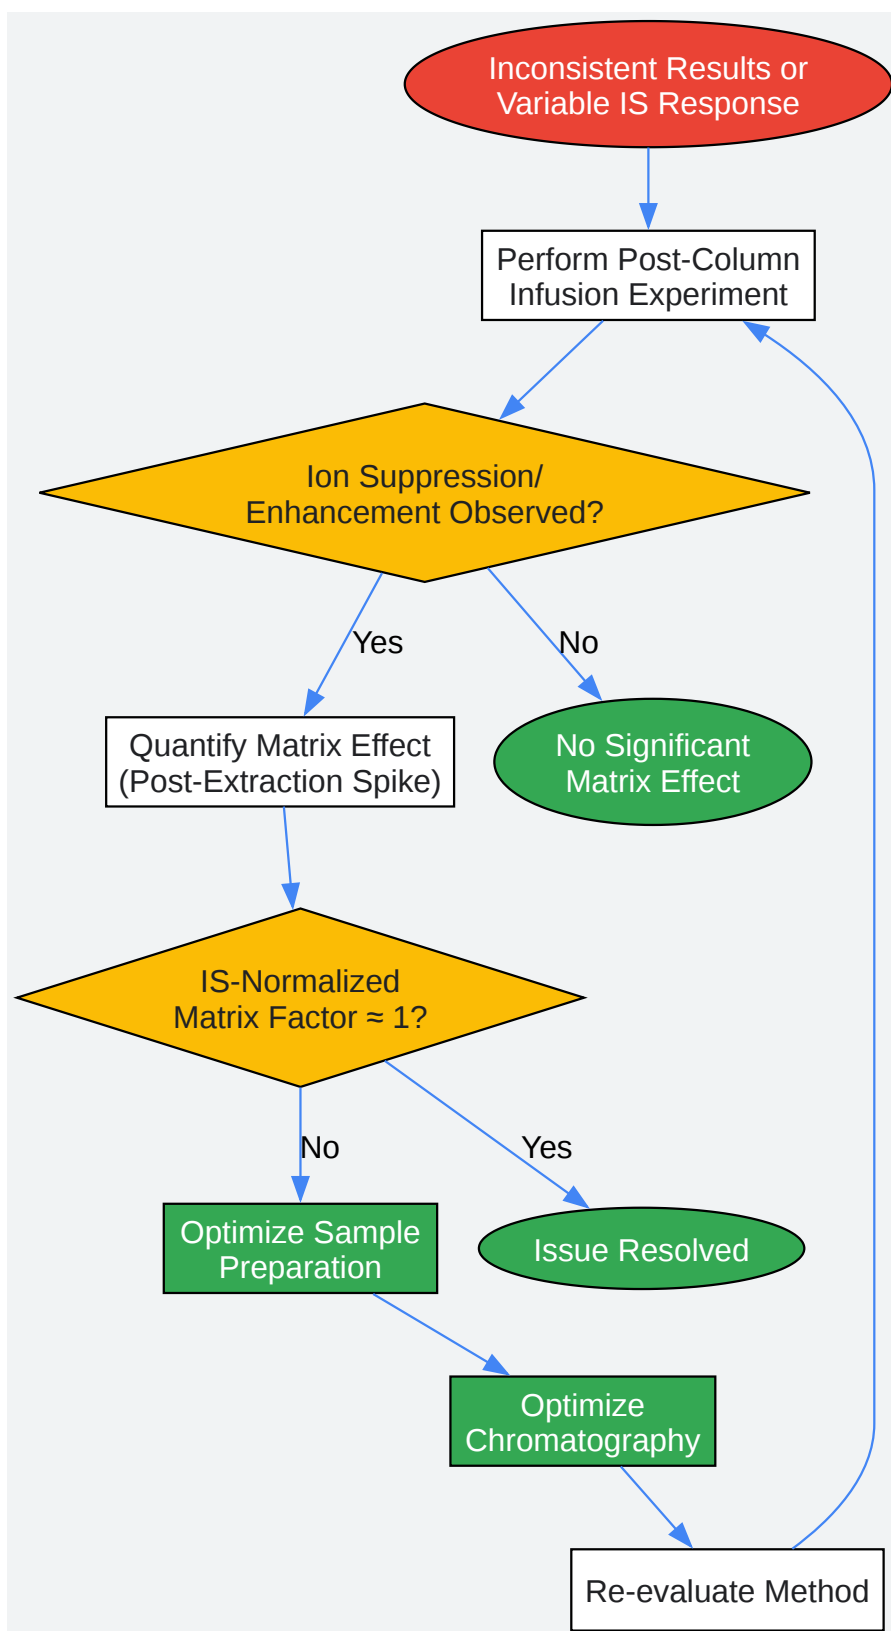 Inconsistent Results or
Variable IS Response
Perform Post-Column
Infusion Experiment
Ion Suppression/
Enhancement Observed?
Yes
No
Quantify Matrix Effect
(Post-Extraction Spike)
No Significant
Matrix Effect
IS-Normalized
Matrix Factor ≈ 1?
No
Yes
Optimize Sample
Preparation
Issue Resolved
Optimize
Chromatography
Re-evaluate Method